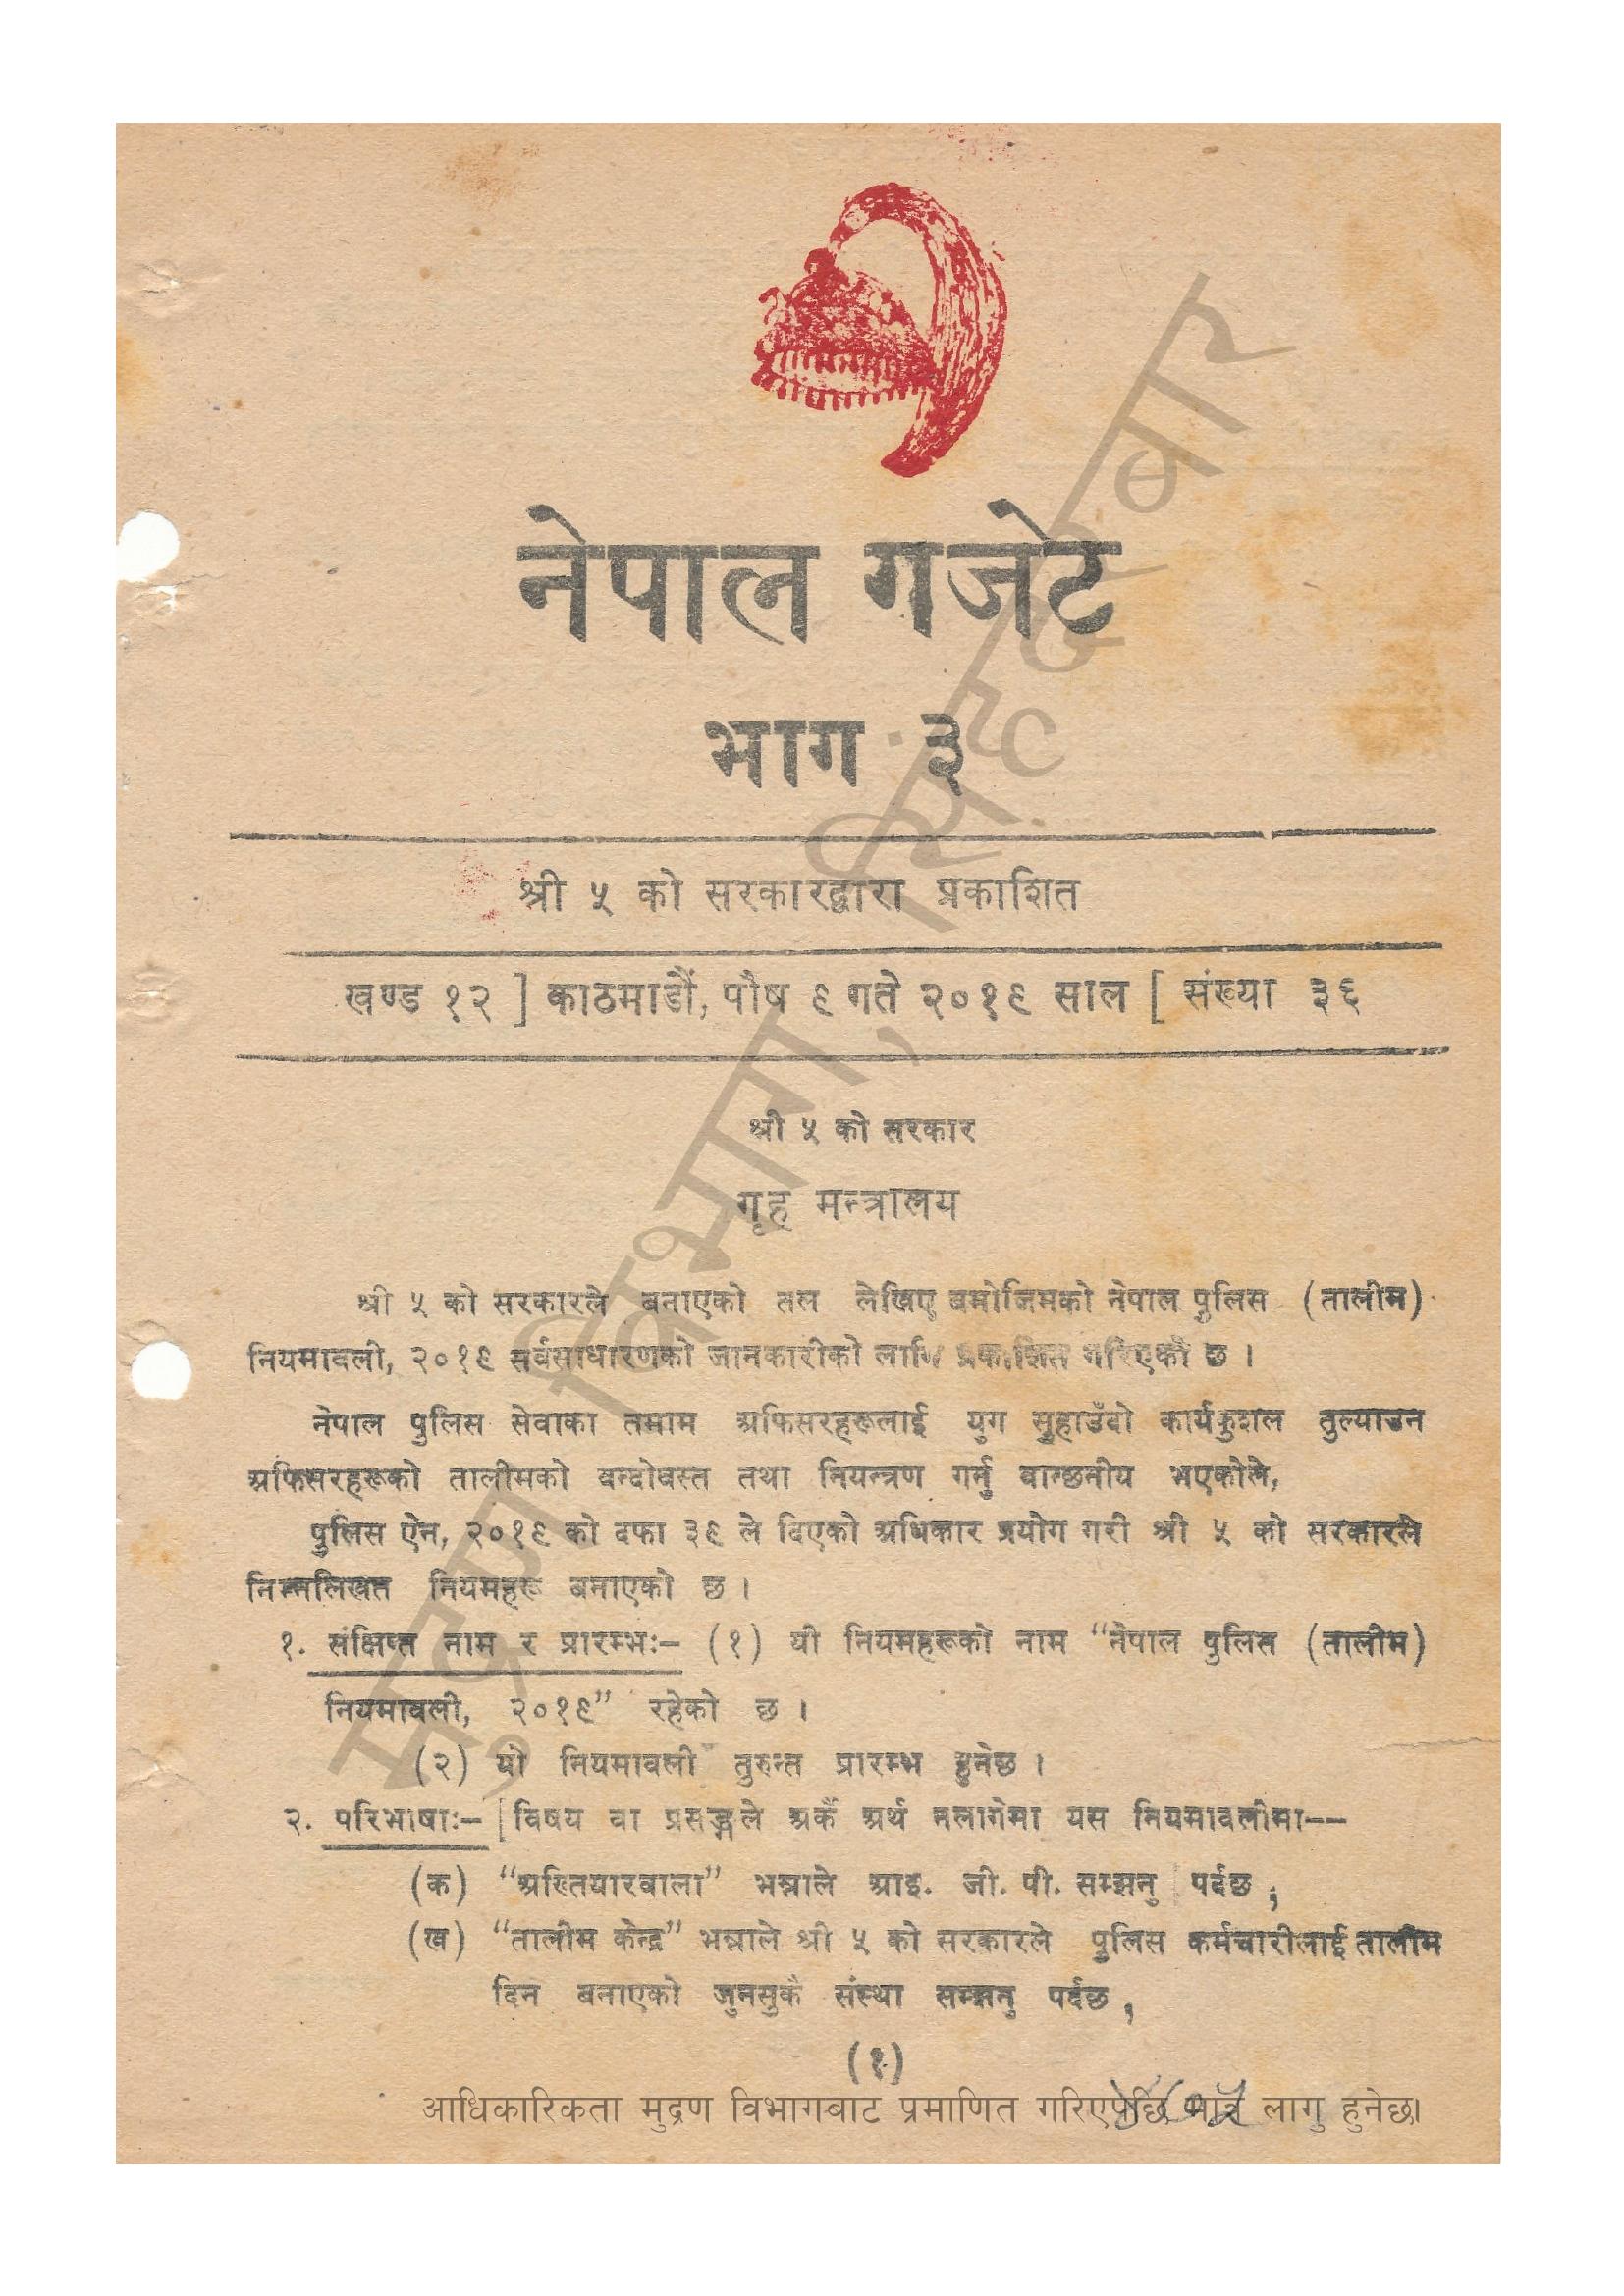 नेपाल गजेट
भाग ३
श्री ५ को सरकारद्वारा प्रकाशित
खण्ड १२ ] काठमाडौं, पौष ९ गते २०१९ साल [ संख्या ३६
श्री ५ को सरकार
गृह मन्त्रालय
श्री ५ को सरकारले बनाएको तल लेखिए बमोजिमको नेपाल पुलिस (तालीम)
नियमावली, २०१९ सर्वसाधारणको जानकारीको लागि प्रकाशित गरिएको छ ।
नेपाल पुलिस सेवाका तमाम अफिसरहरूलाई युग सुहाउँदो कार्यकुशल तुल्याउन
अफिसरहरूको तालीमको बन्दोबस्त तथा नियन्त्रण गर्नु वान्छनीय भएकोले,
पुलिस ऐन, २०१९ को दफा ३९ ले दिएको अधिकार प्रयोग गरी श्री ५ को सरकारले
निम्नलिखित नियमहरू बनाएको छ ।
१. संक्षिप्त नाम र प्रारम्भः– (१) यी नियमहरूको नाम “नेपाल पुलिस (तालीम)
नियमावली, २०१९” रहेको छ ।
(२) यो नियमावली तुरुन्त प्रारम्भ हुनेछ ।
२. परिभाषाः– विषय वा प्रसङ्गले अर्कै अर्थ नलागेमा यस नियमावलीमा––
(क) “अख्तियारवाला” भन्नाले आइ. जी. पी. सम्झनु पर्दछ ,
(ख) “तालीम केन्द्र” भन्नाले श्री ५ को सरकारले पुलिस कर्मचारीलाई तालीम
दिन बनाएको जुनसुकै संस्था सम्झनु पर्दछ ,
(१)
आधिकारिकता मुद्रण विभागबाट प्रमाणित गरिएपछि मात्र लागु हुनेछ।
मुद्रण विभाग, सिंहदरबार